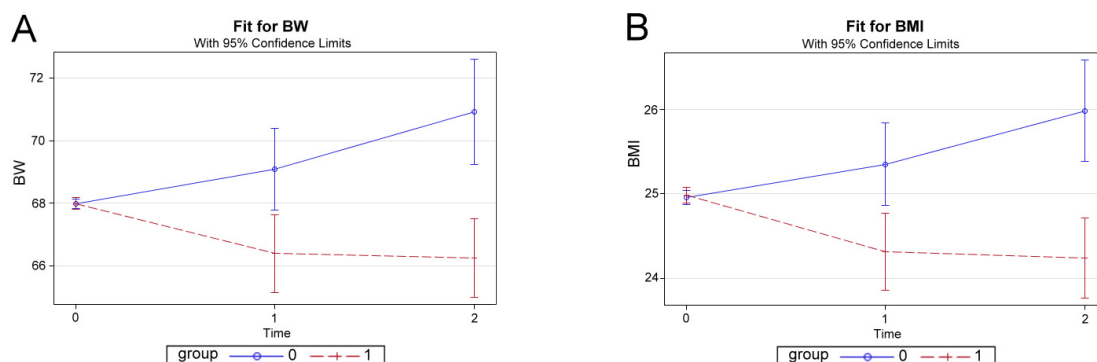 A
Fit for BW
With 95% Confidence Limits
72
70
68
66
BW
0 1 2
Time
group 0 1
B
Fit for BMI
With 95% Confidence Limits
26
25
24
BMI
0 1 2
Time
group 0 1